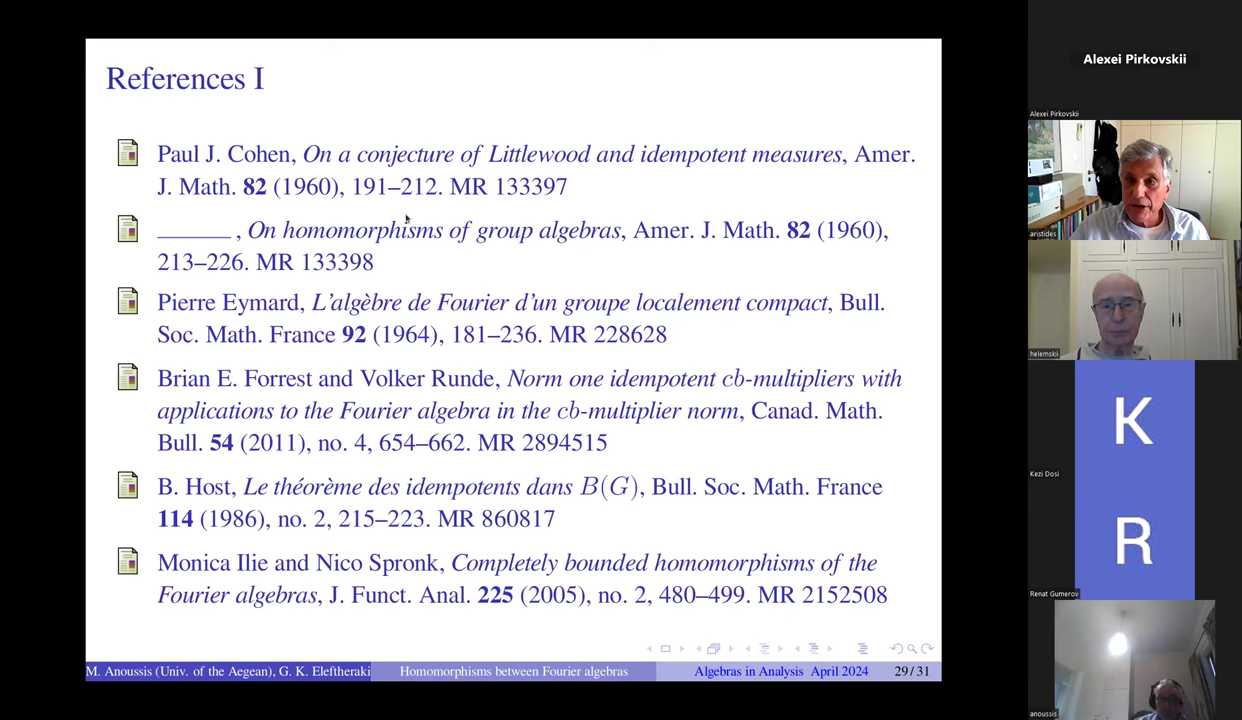 References I
Paul J. Cohen, On a conjecture of Littlewood and idempotent measures, Amer.
J. Math. 82 (1960), 191–212. MR 133397
______ , On homomorphisms of group algebras, Amer. J. Math. 82 (1960),
213–226. MR 133398
Pierre Eymard, L'algèbre de Fourier d'un groupe localement compact, Bull.
Soc. Math. France 92 (1964), 181–236. MR 228628
Brian E. Forrest and Volker Runde, Norm one idempotent cb-multipliers with
applications to the Fourier algebra in the cb-multiplier norm, Canad. Math.
Bull. 54 (2011), no. 4, 654–662. MR 2894515
B. Host, Le théorème des idempotents dans B(G), Bull. Soc. Math. France
114 (1986), no. 2, 215–223. MR 860817
Monica Ilie and Nico Spronk, Completely bounded homomorphisms of the
Fourier algebras, J. Funct. Anal. 225 (2005), no. 2, 480–499. MR 2152508
M. Anoussis (Univ. of the Aegean), G. K. Eleftheraki
Homomorphisms between Fourier algebras
Algebras in Analysis April 2024
29 / 31
Alexei Pirkovskii
Alexei Pirkovskii
aristides
helemskii
K
Kezi Dosi
R
Renat Gumerov
anoussis